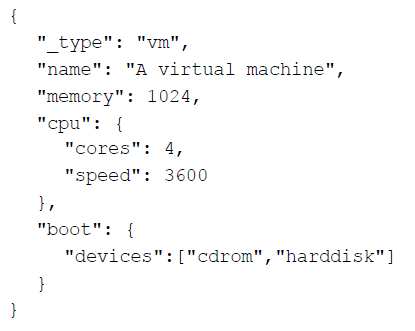 {
  "_type": "vm",
  "name": "A virtual machine",
  "memory": 1024,
  "cpu": {
    "cores": 4,
    "speed": 3600
  },
  "boot": {
    "devices":["cdrom","harddisk"]
  }
}